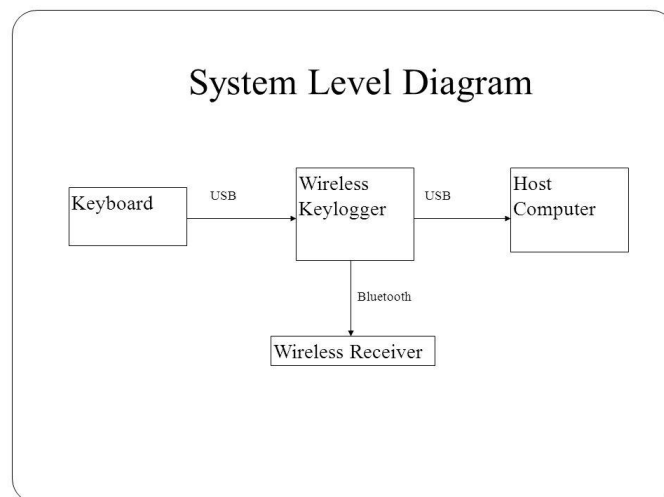 System Level Diagram
Keyboard
USB
Wireless
Keylogger
USB
Host
Computer
Bluetooth
Wireless Receiver